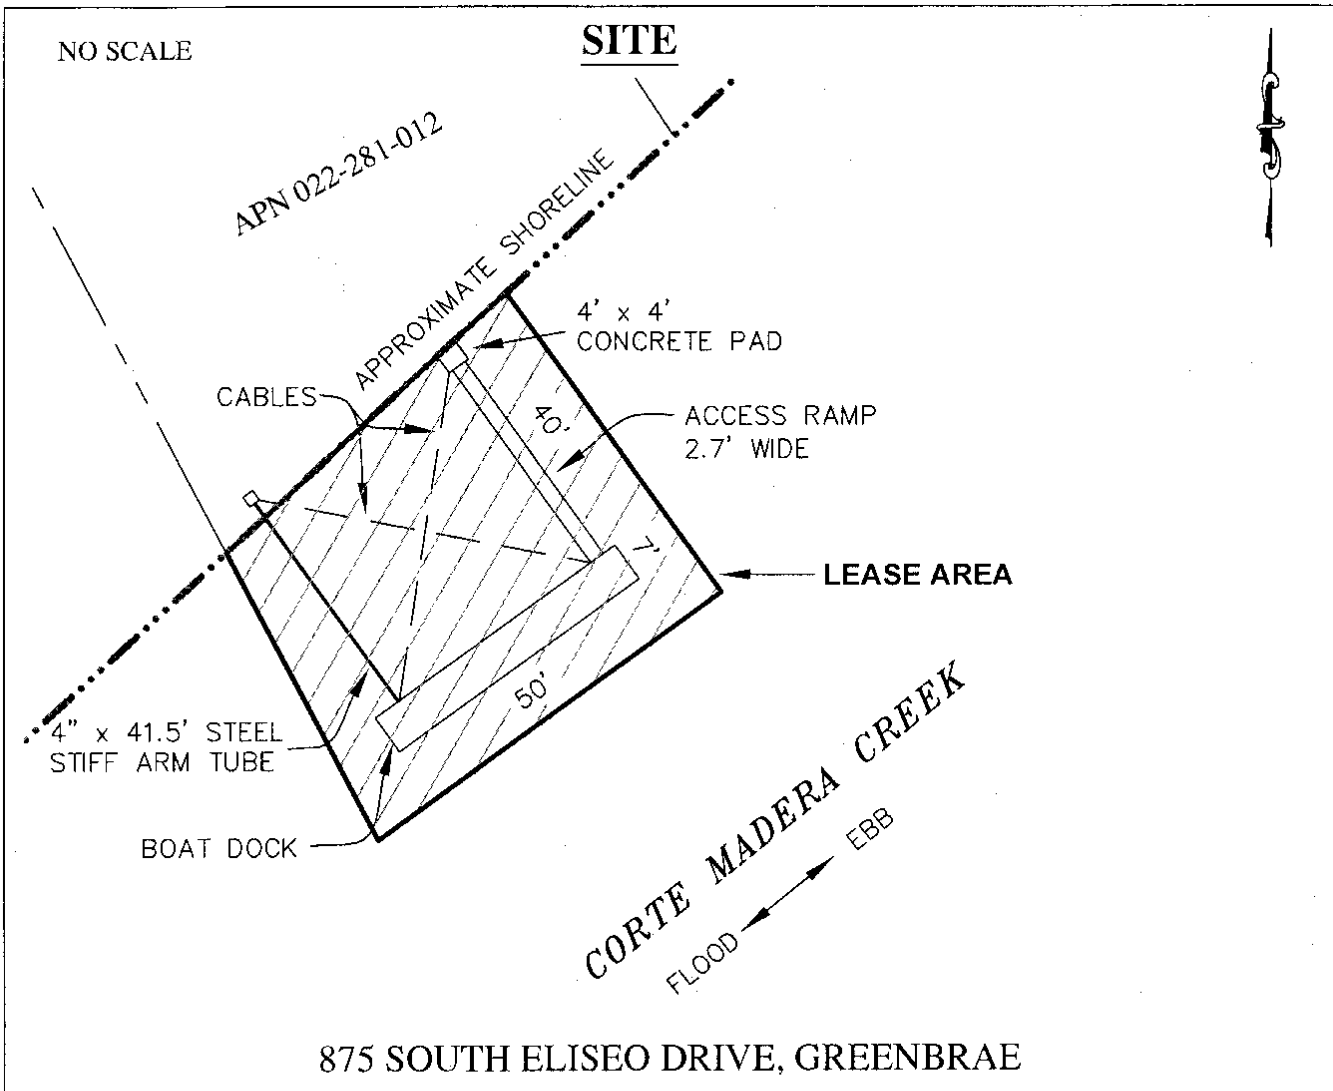 NO SCALE
SITE
APN 022-281-012
APPROXIMATE SHORELINE
4' x 4'
CONCRETE PAD
CABLES
40'
ACCESS RAMP
2.7' WIDE
7'
LEASE AREA
50'
4" x 41.5' STEEL
STIFF ARM TUBE
BOAT DOCK
CORTE MADERA CREEK
EBB
FLOOD
875 SOUTH ELISEO DRIVE, GREENBRAE